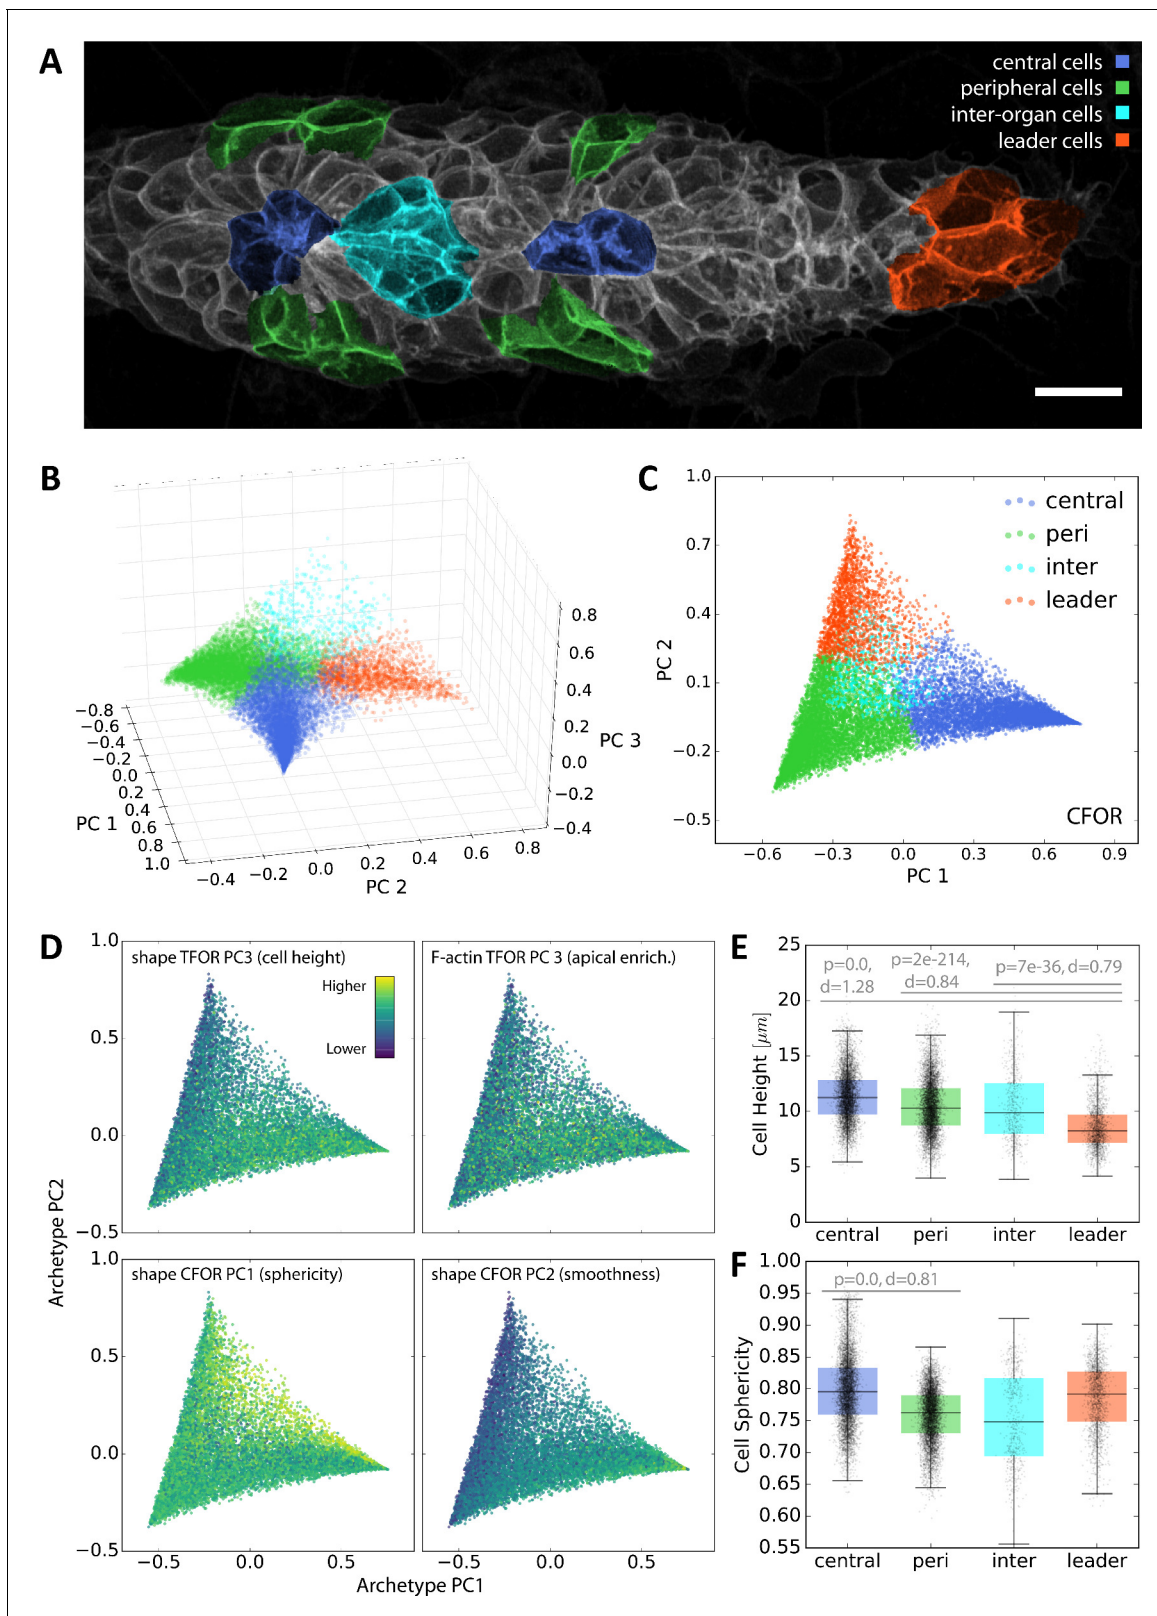 A
central cells
peripheral cells
inter-organ cells
leader cells
B
−0.8
−0.6
−0.4
−0.2
0.0
0.2
0.4
0.6
0.8
1.0
PC 1
−0.4
−0.2
0.0
0.2
0.4
0.6
0.8
PC 2
0.8
0.6
0.4
0.2
0.0
−0.2
−0.4
PC 3
C
1.0
0.7
0.4
0.1
−0.2
−0.5
PC 2
central
peri
inter
leader
CFOR
−0.6
−0.3
0.0
0.3
0.6
0.9
PC 1
D
1.0
0.5
0.0
−0.5
shape TFOR PC3 (cell height)
Higher
Lower
F-actin TFOR PC 3 (apical enrich.)
1.0
0.5
0.0
−0.5
shape CFOR PC1 (sphericity)
shape CFOR PC2 (smoothness)
Archetype PC2
−0.5
0.0
0.5
−0.5
0.0
0.5
Archetype PC1
E
25
20
15
10
5
0
Cell Height [μm]
p=0.0,
d=1.28
p=2e-214,
d=0.84
p=7e-36, d=0.79
central
peri
inter
leader
F
0.95
0.90
0.85
0.80
0.75
0.70
0.65
0.60
0.55
Cell Sphericity
p=0.0, d=0.81
central
peri
inter
leader